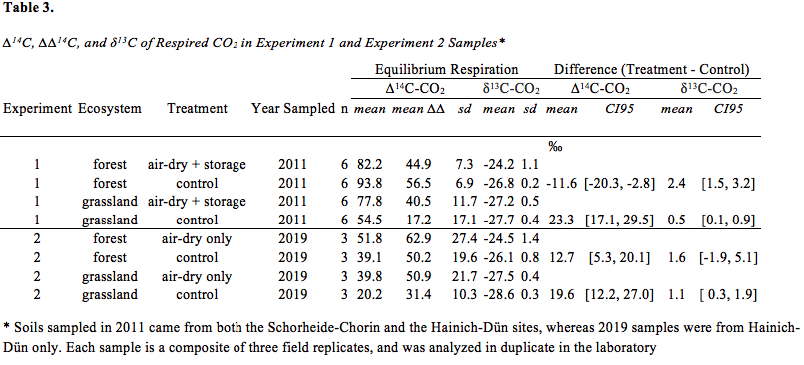 Table 3.
Δ¹⁴C, ΔΔ¹⁴C, and δ¹³C of Respired CO₂ in Experiment 1 and Experiment 2 Samples*
Equilibrium Respiration Difference (Treatment - Control)
Δ¹⁴C-CO₂ δ¹³C-CO₂ Δ¹⁴C-CO₂ δ¹³C-CO₂
Experiment Ecosystem Treatment Year Sampled n mean mean ΔΔ sd mean sd mean CI95 mean CI95
‰
1 forest air-dry + storage 2011 6 82.2 44.9 7.3 -24.2 1.1
1 forest control 2011 6 93.8 56.5 6.9 -26.8 0.2 -11.6 [-20.3, -2.8] 2.4 [1.5, 3.2]
1 grassland air-dry + storage 2011 6 77.8 40.5 11.7 -27.2 0.5
1 grassland control 2011 6 54.5 17.2 17.1 -27.7 0.4 23.3 [17.1, 29.5] 0.5 [0.1, 0.9]
2 forest air-dry only 2019 3 51.8 62.9 27.4 -24.5 1.4
2 forest control 2019 3 39.1 50.2 19.6 -26.1 0.8 12.7 [5.3, 20.1] 1.6 [-1.9, 5.1]
2 grassland air-dry only 2019 3 39.8 50.9 21.7 -27.5 0.4
2 grassland control 2019 3 20.2 31.4 10.3 -28.6 0.3 19.6 [12.2, 27.0] 1.1 [ 0.3, 1.9]
* Soils sampled in 2011 came from both the Schorheide-Chorin and the Hainich-Dün sites, whereas 2019 samples were from Hainich-
Dün only. Each sample is a composite of three field replicates, and was analyzed in duplicate in the laboratory